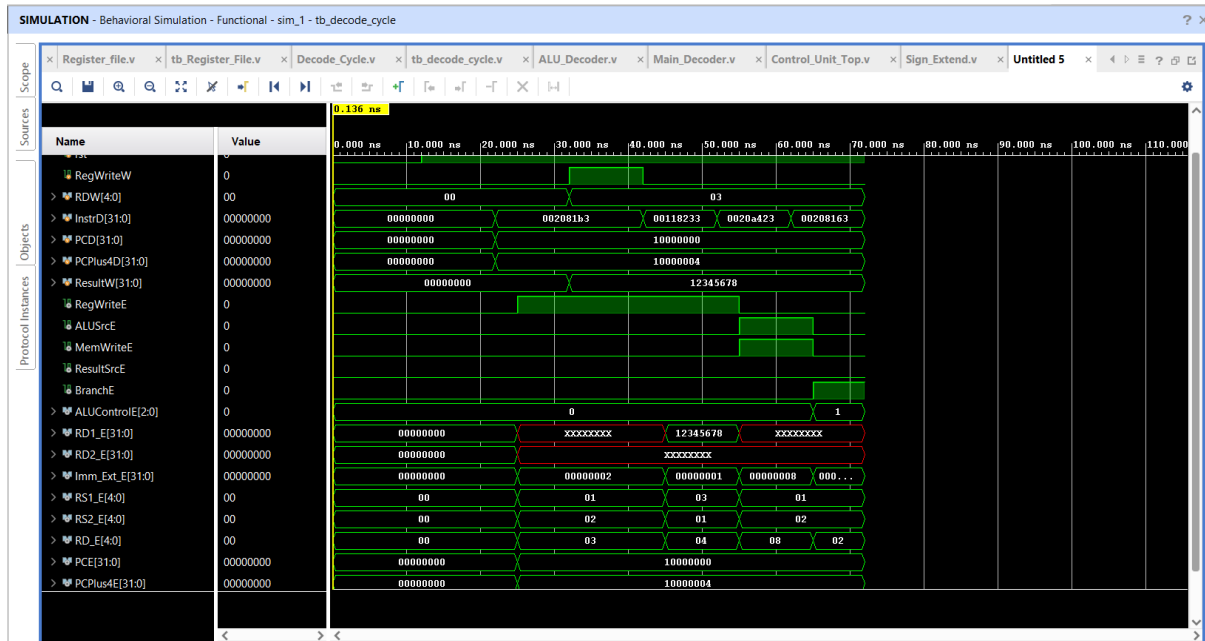 SIMULATION - Behavioral Simulation - Functional - sim_1 - tb_decode_cycle ? ×
Scope
Sources
Objects
Protocol Instances
× Register_file.v × tb_Register_File.v × Decode_Cycle.v × tb_decode_cycle.v × ALU_Decoder.v × Main_Decoder.v × Control_Unit_Top.v × Sign_Extend.v × Untitled 5 × ?
0.136 ns
Name Value 0.000 ns 10.000 ns 20.000 ns 30.000 ns 40.000 ns 50.000 ns 60.000 ns 70.000 ns 80.000 ns 90.000 ns 100.000 ns 110.000
rst 0
RegWriteW 0
RDW[4:0] 00 00 03
InstrD[31:0] 00000000 00000000 002081b3 00118233 0020a423 00208163
PCD[31:0] 00000000 00000000 10000000
PCPlus4D[31:0] 00000000 00000000 10000004
ResultW[31:0] 00000000 00000000 12345678
RegWriteE 0
ALUSrcE 0
MemWriteE 0
ResultSrcE 0
BranchE 0
ALUControlE[2:0] 0 0 1
RD1_E[31:0] 00000000 00000000 XXXXXXXX 12345678 XXXXXXXX
RD2_E[31:0] 00000000 00000000 XXXXXXXX
Imm_Ext_E[31:0] 00000000 00000000 00000002 00000001 00000008 000...
RS1_E[4:0] 00 00 01 03 01
RS2_E[4:0] 00 00 02 01 02
RD_E[4:0] 00 00 03 04 08 02
PCE[31:0] 00000000 00000000 10000000
PCPlus4E[31:0] 00000000 00000000 10000004